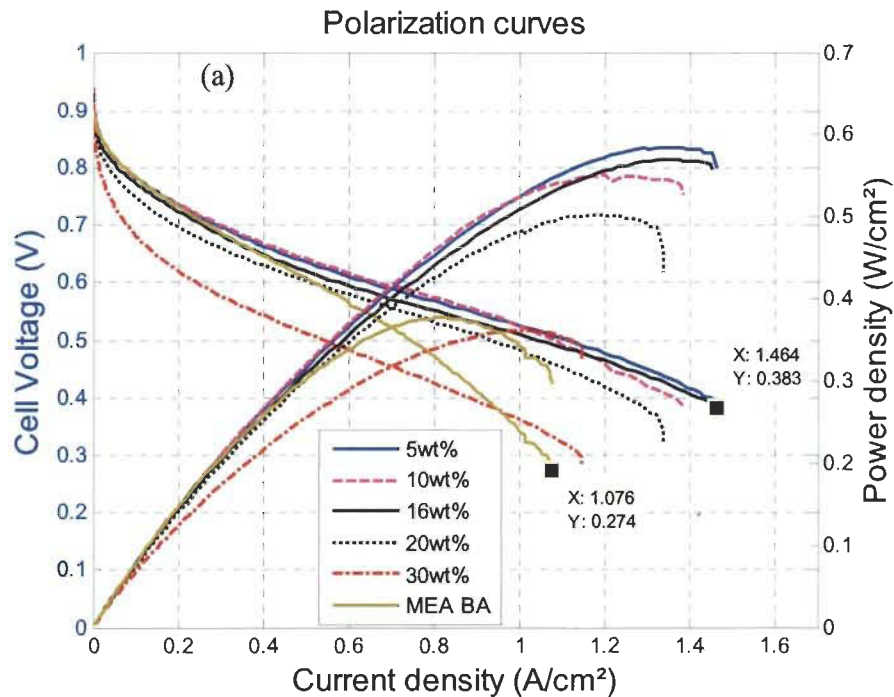 Polarization curves
(a)
Cell Voltage (V)
1
0.9
0.8
0.7
0.6
0.5
0.4
0.3
0.2
0.1
0
Power density (W/cm²)
0.7
0.6
0.5
0.4
0.3
0.2
0.1
0
X: 1.464
Y: 0.383
X: 1.076
Y: 0.274
5wt%
10wt%
16wt%
20wt%
30wt%
MEA BA
0 0.2 0.4 0.6 0.8 1 1.2 1.4 1.6
Current density (A/cm²)